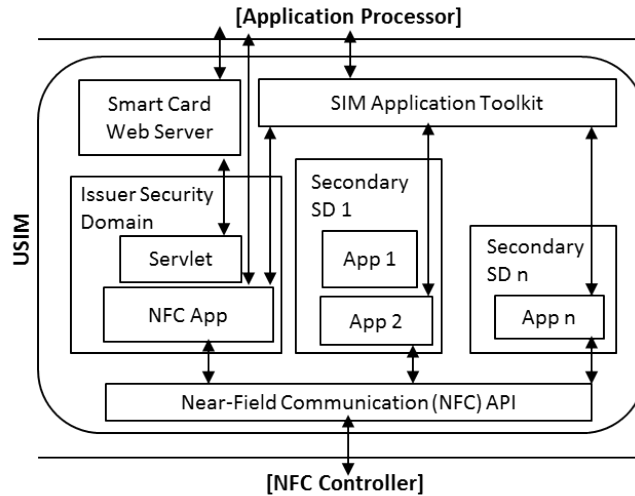 [Application Processor]
Smart Card
Web Server
SIM Application Toolkit
USIM
Issuer Security
Domain
Servlet
NFC App
Secondary
SD 1
App 1
App 2
Secondary
SD n
App n
Near-Field Communication (NFC) API
[NFC Controller]